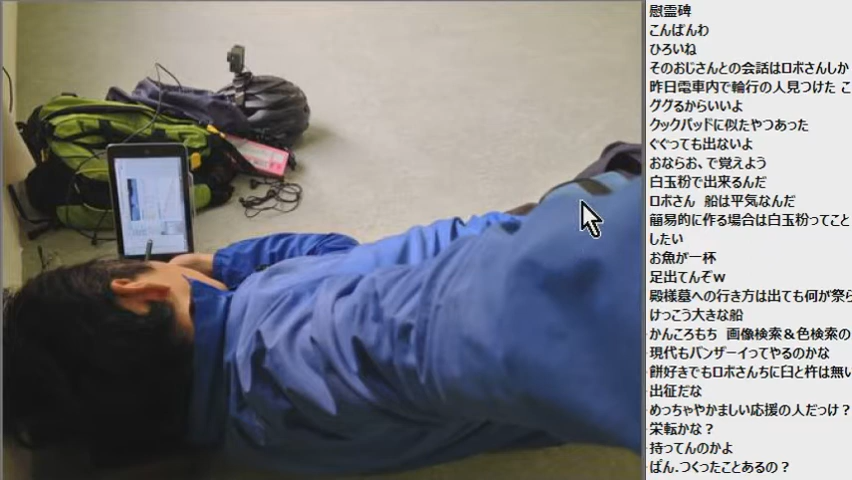 慰霊碑
こんばんわ
ひろいね
そのおじさんとの会話はロボさんしか
昨日電車内で輪行の人見つけた こ
ググるからいいよ
クックパッドに似たやつあった
ぐぐっても出ないよ
おならお、で覚えよう
白玉粉で出来るんだ
ロボさん 船は平気なんだ
簡易的に作る場合は白玉粉ってこと
したい
お魚が一杯
足出てんぞw
殿様墓への行き方は出ても何が祭ら
けっこう大きな船
かんころもち 画像検索&色検索の
現代もバンザーイってやるのかな
餅好きでもロボさんちに臼と杵は無い
出征だな
めっちゃやかましい応援の人だっけ?
栄転かな?
持ってんのかよ
ぱん.つくったことあるの?